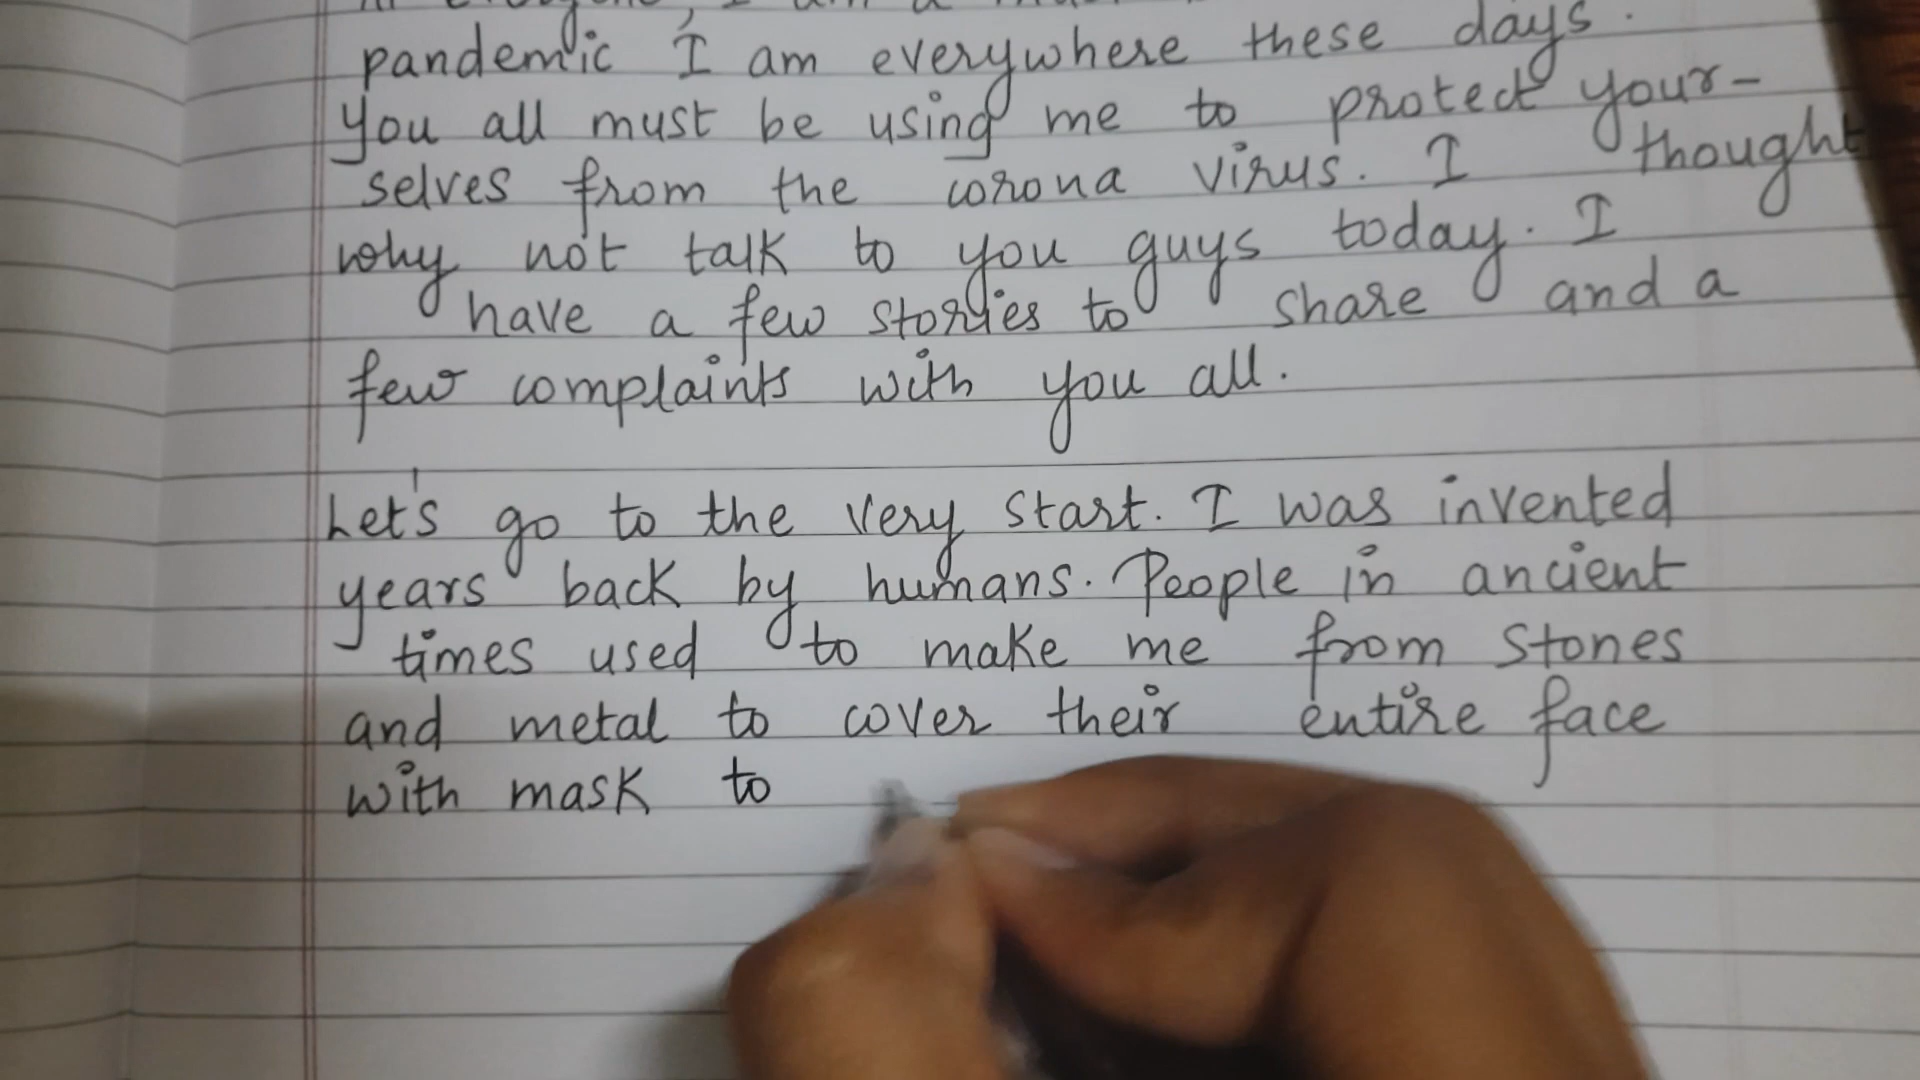 pandemic I am everywhere these days.
you all must be using me to protect your-
selves from the corona virus. I thought
why not talk to you guys today. I
have a few stories to share and a
few complaints with you all.
Let's go to the very start. I was invented
years back by humans. People in ancient
times used to make me from stones
and metal to cover their entire face
with mask to